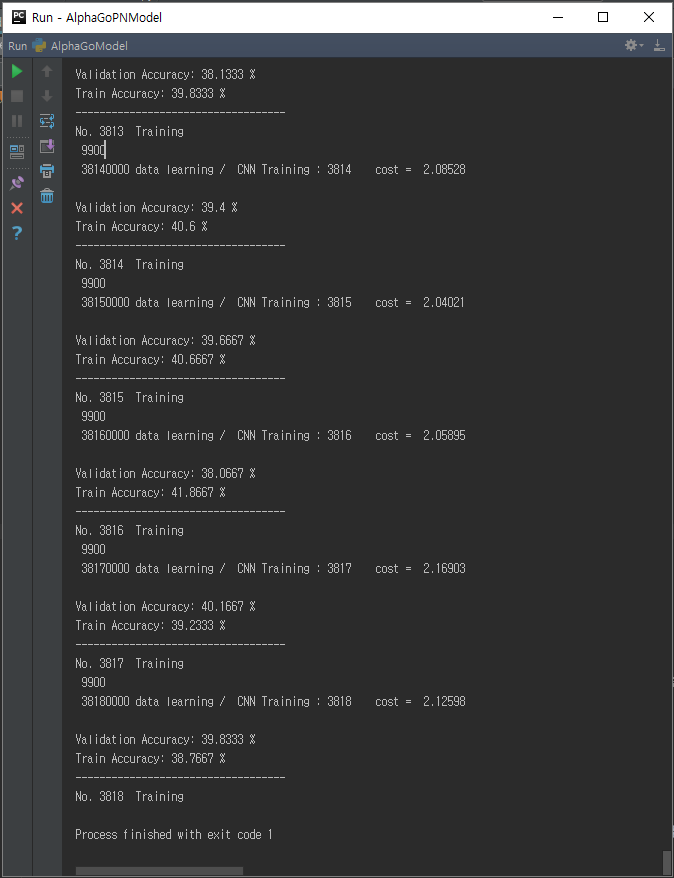 PC Run - AlphaGoPNModel
Run AlphaGoModel
Validation Accuracy: 38.1333 %
Train Accuracy: 39.8333 %
-----------------------------------
No. 3813  Training
9900
38140000 data learning /  CNN Training : 3814    cost =  2.08528
Validation Accuracy: 39.4 %
Train Accuracy: 40.6 %
-----------------------------------
No. 3814  Training
9900
38150000 data learning /  CNN Training : 3815    cost =  2.04021
Validation Accuracy: 39.6667 %
Train Accuracy: 40.6667 %
-----------------------------------
No. 3815  Training
9900
38160000 data learning /  CNN Training : 3816    cost =  2.05895
Validation Accuracy: 38.0667 %
Train Accuracy: 41.8667 %
-----------------------------------
No. 3816  Training
9900
38170000 data learning /  CNN Training : 3817    cost =  2.16903
Validation Accuracy: 40.1667 %
Train Accuracy: 39.2333 %
-----------------------------------
No. 3817  Training
9900
38180000 data learning /  CNN Training : 3818    cost =  2.12598
Validation Accuracy: 39.8333 %
Train Accuracy: 38.7667 %
-----------------------------------
No. 3818  Training
Process finished with exit code 1